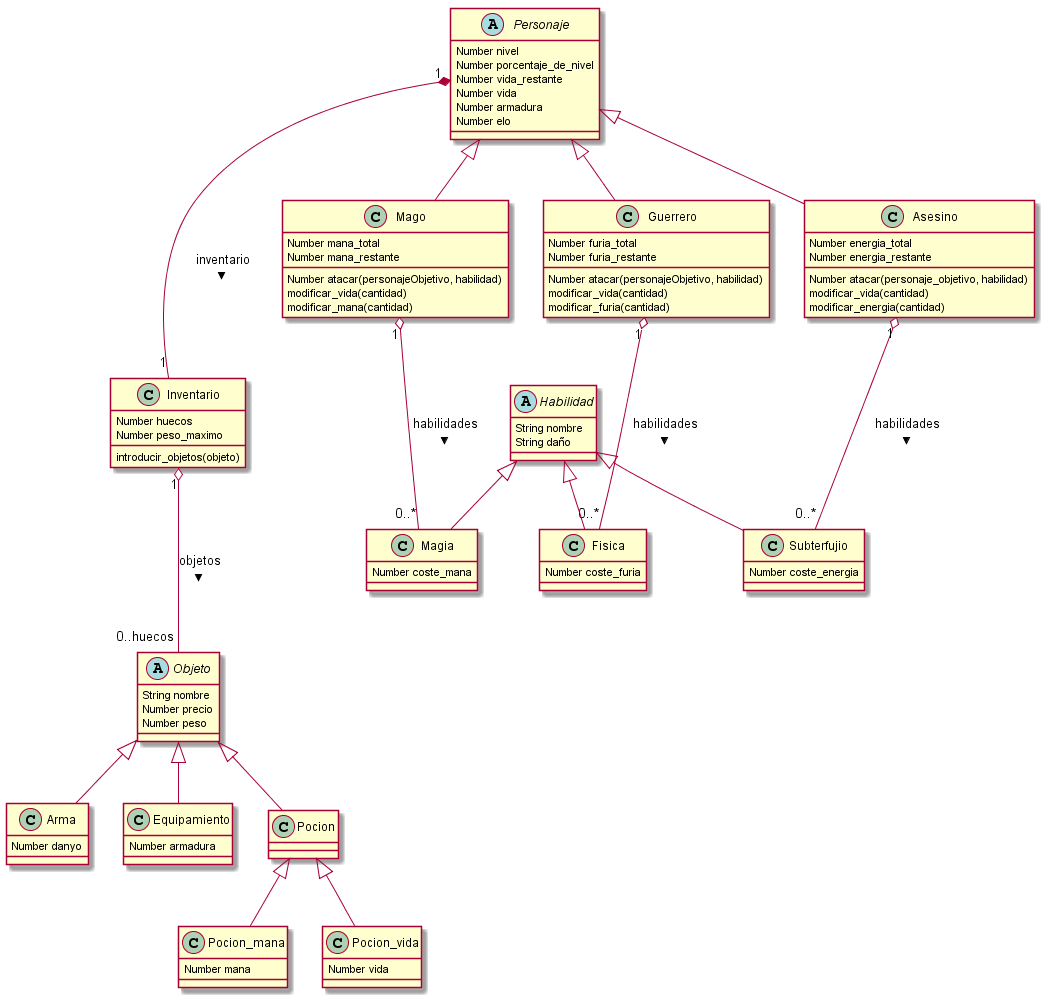 A Personaje
Number nivel
Number porcentaje_de_nivel
Number vida_restante
Number vida
Number armadura
Number elo
1
C Mago
Number mana_total
Number mana_restante
Number atacar(personajeObjetivo, habilidad)
modificar_vida(cantidad)
modificar_mana(cantidad)
1
C Guerrero
Number furia_total
Number furia_restante
Number atacar(personajeObjetivo, habilidad)
modificar_vida(cantidad)
modificar_furia(cantidad)
1
C Asesino
Number energia_total
Number energia_restante
Number atacar(personaje_objetivo, habilidad)
modificar_vida(cantidad)
modificar_energia(cantidad)
1
inventario
1
C Inventario
Number huecos
Number peso_maximo
introducir_objetos(objeto)
1
A Habilidad
String nombre
String daño
habilidades
habilidades
habilidades
0..*
0..*
0..*
C Magia
Number coste_mana
C Fisica
Number coste_furia
C Subterfujio
Number coste_energia
objetos
0..huecos
A Objeto
String nombre
Number precio
Number peso
C Arma
Number danyo
C Equipamiento
Number armadura
C Pocion
C Pocion_mana
Number mana
C Pocion_vida
Number vida